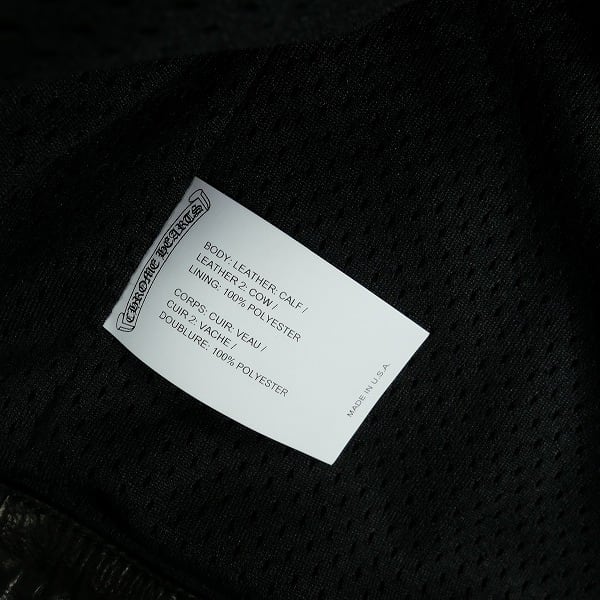 CHROME HEARTS
BODY: LEATHER: CALF /
LEATHER 2: COW /
LINING: 100% POLYESTER
CORPS: CUIR: VEAU /
CUIR 2: VACHE /
DOUBLURE: 100% POLYESTER
MADE IN U.S.A.